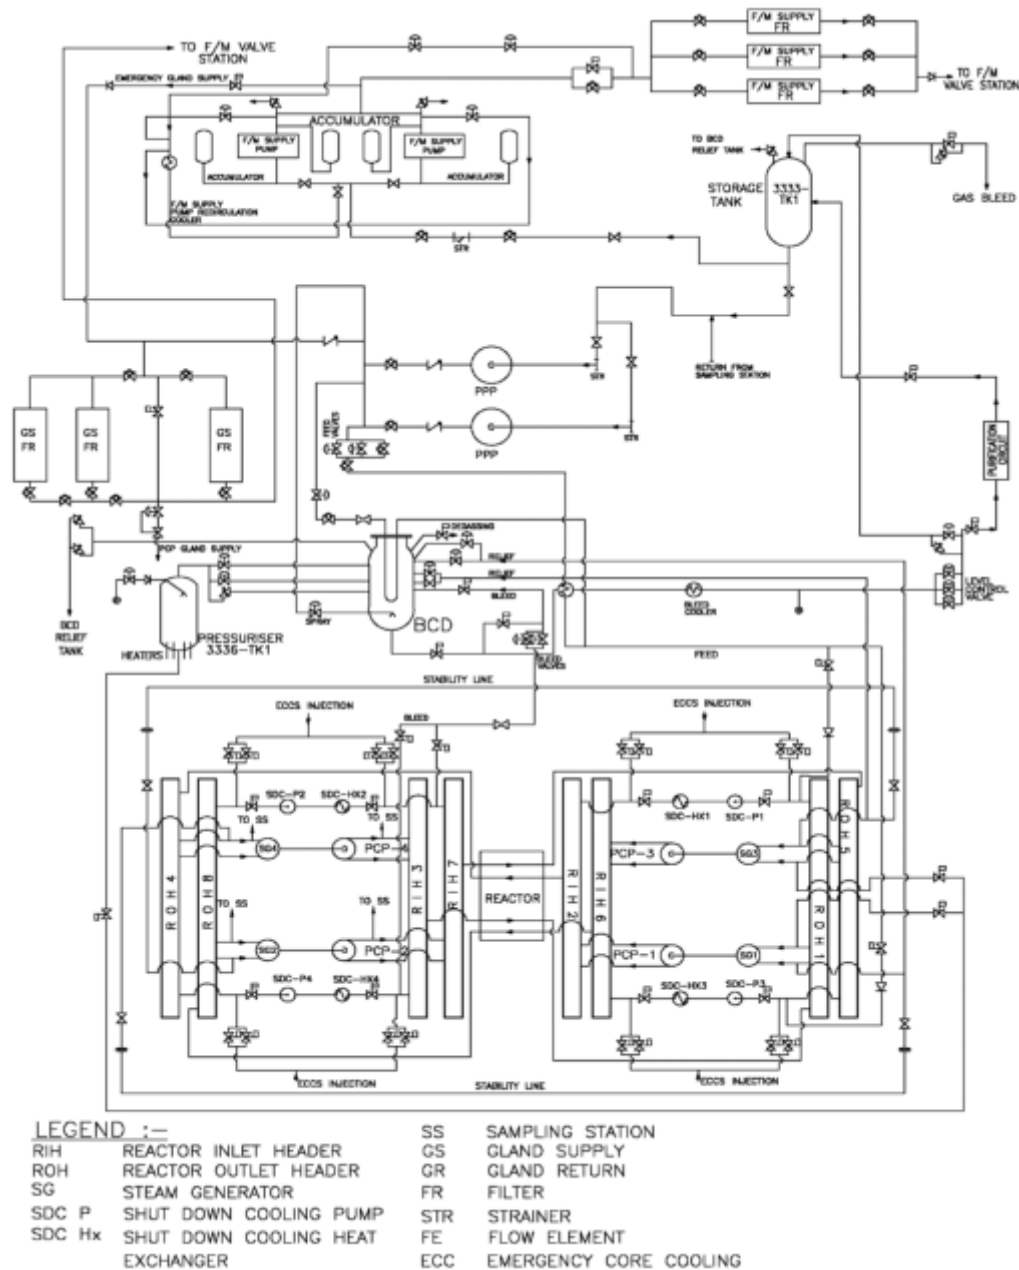 TO F/M VALVE
STATION
EMERGENCY GLAND SUPPLY
F/M SUPPLY
FR
F/M SUPPLY
FR
F/M SUPPLY
FR
TO F/M
VALVE STATION
ACCUMULATOR
F/M SUPPLY
PUMP
F/M SUPPLY
PUMP
ACCUMULATOR
ACCUMULATOR
F/M SUPPLY
PUMP RECIRCULATION
COOLER
STR
TO BCD
RELIEF TANK
STORAGE
TANK
3333-
TK1
GAS BLEED
RETURN FROM
SAMPLING STATION
PPP
STR
PPP
STR
FEED
VALVES
GS
FR
GS
FR
GS
FR
PURIFICATION
CIRCUIT
PCP GLAND SUPPLY
DEGASSING
RELIEF
RELIEF
BLEED
BLEED
COOLER
LEVEL
CONTROL
VALVE
BCD
RELIEF
TANK
PRESSURISER
3336-TK1
HEATERS
SPRAY
BCD
BLEED
VALVES
FEED
STABILITY LINE
ECCS INJECTION
BLEED
ECCS INJECTION
SDC-P2
SDC-HX2
TO SS
TO SS
SG4
PCP-4
ROH4
ROH8
RIH3
RIH7
REACTOR
TO SS
TO SS
SG2
PCP-2
SDC-P4
SDC-HX4
ECCS INJECTION
RIH2
RIH6
SDC-HX1
SDC-P1
PCP-3
SG3
PCP-1
SG1
SDC-HX3
SDC-P3
ROH1
ROH5
ECCS INJECTION
STABILITY LINE
LEGEND :-
RIH REACTOR INLET HEADER
ROH REACTOR OUTLET HEADER
SG STEAM GENERATOR
SDC P SHUT DOWN COOLING PUMP
SDC Hx SHUT DOWN COOLING HEAT
EXCHANGER
SS SAMPLING STATION
GS GLAND SUPPLY
GR GLAND RETURN
FR FILTER
STR STRAINER
FE FLOW ELEMENT
ECC EMERGENCY CORE COOLING